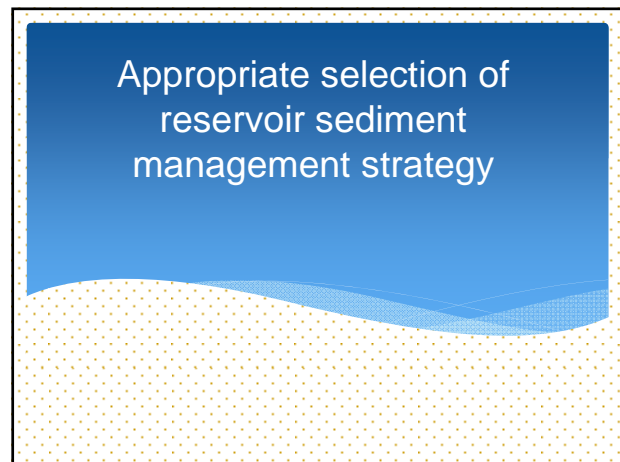 Appropriate selection of
reservoir sediment
management strategy